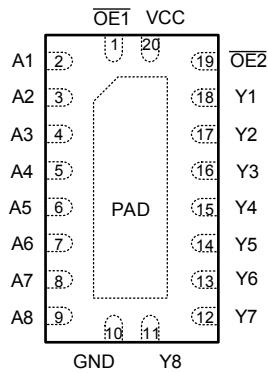 O̅E̅1̅ VCC
1 20
A1 2 19 O̅E̅2̅
A2 3 18 Y1
A3 4 17 Y2
A4 5 16 Y3
A5 6 PAD 15 Y4
A6 7 14 Y5
A7 8 13 Y6
A8 9 12 Y7
10 11
GND Y8